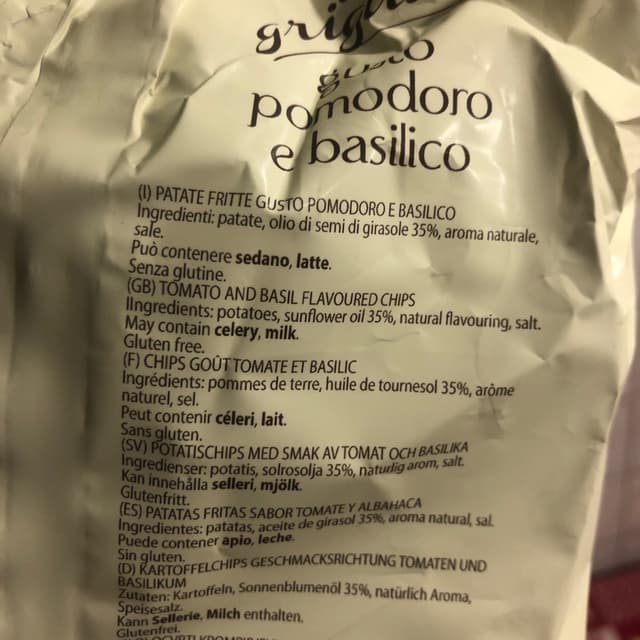 gusto
pomodoro
e basilico
(I) PATATE FRITTE GUSTO POMODORO E BASILICO
Ingredienti: patate, olio di semi di girasole 35%, aroma naturale,
sale.
Può contenere sedano, latte.
Senza glutine.
(GB) TOMATO AND BASIL FLAVOURED CHIPS
IIngredients: potatoes, sunflower oil 35%, natural flavouring, salt.
May contain celery, milk.
Gluten free.
(F) CHIPS GOÛT TOMATE ET BASILIC
Ingrédients: pommes de terre, huile de tournesol 35%, arôme
naturel, sel.
Peut contenir céleri, lait.
Sans gluten.
(SV) POTATISCHIPS MED SMAK AV TOMAT OCH BASILIKA
Ingredienser: potatis, solrosolja 35%, naturlig arom, salt.
Kan innehålla selleri, mjölk.
Glutenfritt.
(ES) PATATAS FRITAS SABOR TOMATE Y ALBAHACA
Ingredientes: patatas, aceite de girasol 35%, aroma natural, sal.
Puede contener apio, leche.
Sin gluten.
(D) KARTOFFELCHIPS GESCHMACKSRICHTUNG TOMATEN UND
BASILIKUM
Zutaten: Kartoffeln, Sonnenblumenöl 35%, natürlich Aroma,
Speisesalz.
Kann Sellerie, Milch enthalten.
Glutenfrei.